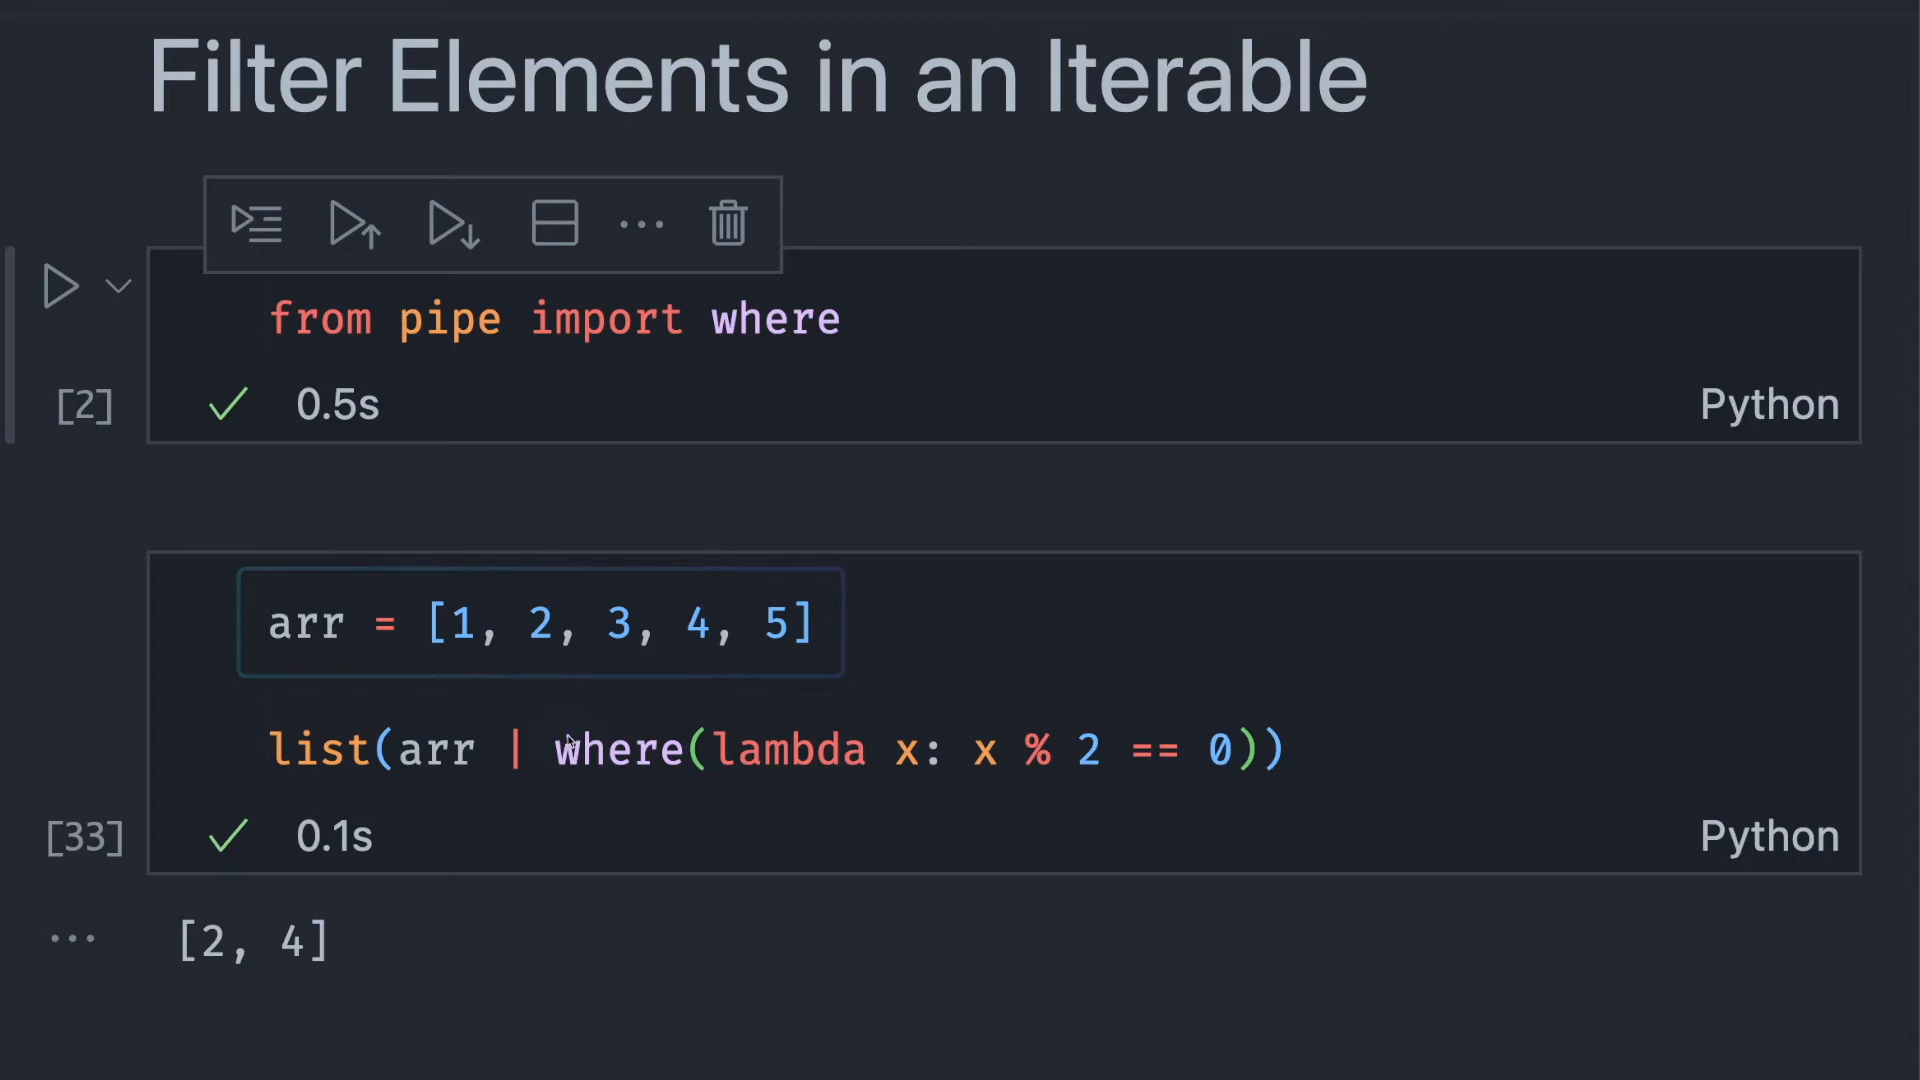 Filter Elements in an Iterable
from pipe import where
[2]
0.5s
Python
arr = [1, 2, 3, 4, 5]
list(arr | where(lambda x: x % 2 == 0))
[33]
0.1s
Python
[2, 4]